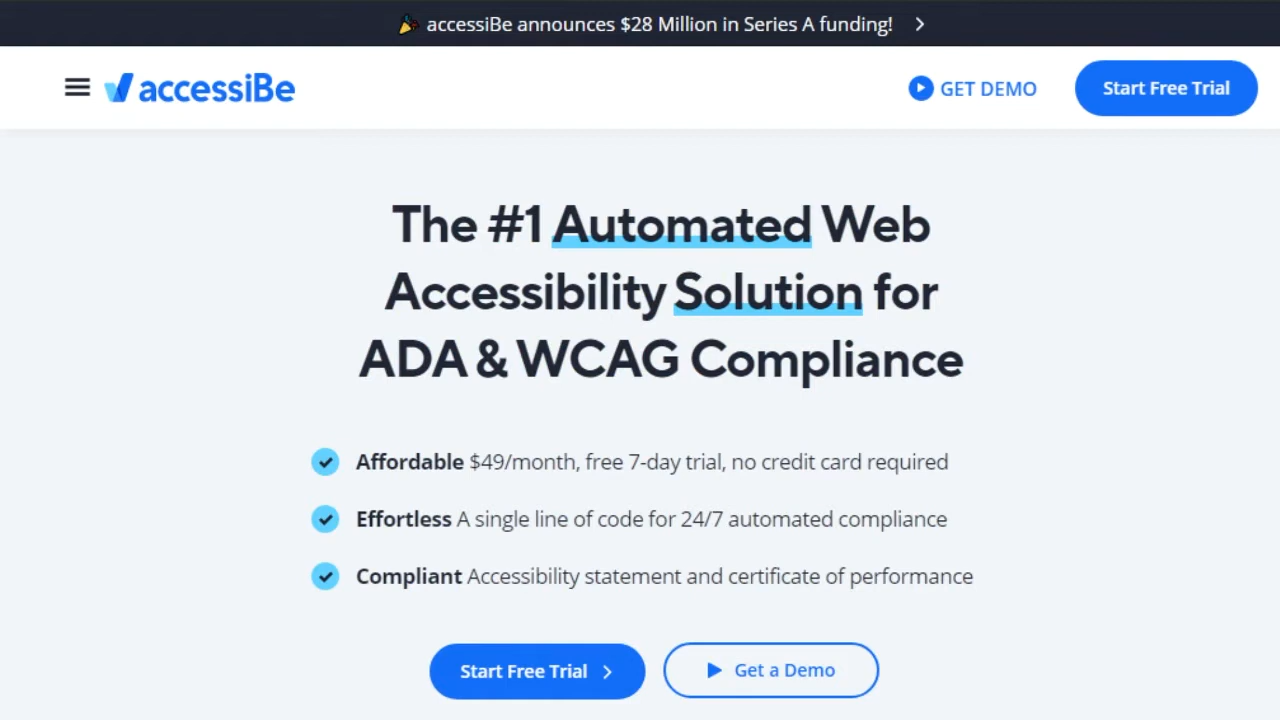 🎉 accessiBe announces $28 Million in Series A funding!
accessiBe
GET DEMO
Start Free Trial
The #1 Automated Web
Accessibility Solution for
ADA & WCAG Compliance
Affordable $49/month, free 7-day trial, no credit card required
Effortless A single line of code for 24/7 automated compliance
Compliant Accessibility statement and certificate of performance
Start Free Trial
Get a Demo